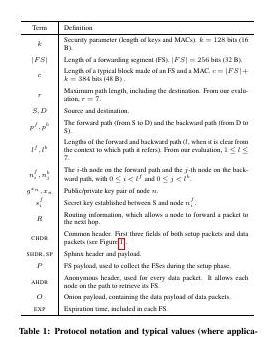 Term Definition
k Security parameter (length of keys and MACs). k = 128 bits (16
B).
|FS| Length of a forwarding segment (FS). |FS| = 256 bits (32 B).
c Length of a typical block made of an FS and a MAC. c = |FS| +
k = 384 bits (48 B) .
r Maximum path length, including the destination. From our evalu-
ation, r = 7.
S, D Source and destination.
p^f, p^b The forward path (from S to D) and the backward path (from D to
S).
l^f, l^b Lengths of the forward and backward path (l, when it is clear from
the context to which path it refers). From our evaluation, 1 ≤ l ≤
7.
n_i^f, n_j^b The i-th node on the forward path and the j-th node on the back-
ward path, with 0 ≤ i < l^f and 0 ≤ j < l^b.
g^{x_n}, x_n Public/private key pair of node n.
s_i^f Secret key established between S and node n_i^f.
R Routing information, which allows a node to forward a packet to
the next hop.
CHDR Common header. First fields of both setup packets and data
packets (see Figure 1).
SHDR, SP Sphinx header and payload.
P FS payload, used to collect the FSes during the setup phase.
AHDR Anonymous header, used for every data packet. It allows each
node on the path to retrieve its FS.
O Onion payload, containing the data payload of data packets.
EXP Expiration time, included in each FS.
Table 1: Protocol notation and typical values (where applica-